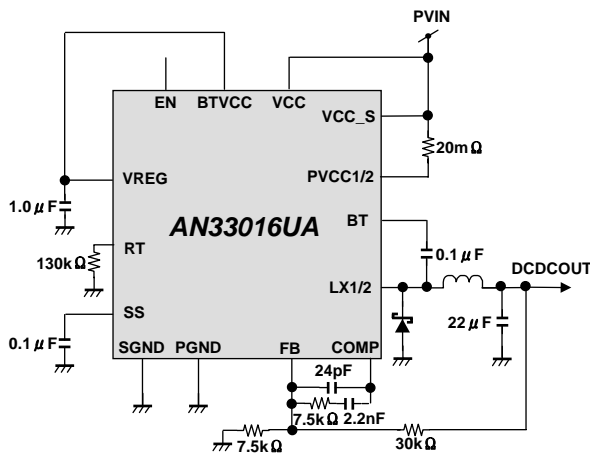 PVIN
EN BTVCC VCC
VCC_S
20mΩ
PVCC1/2
VREG
1.0μF
AN33016UA
BT
RT
0.1μF
130kΩ
LX1/2
DCDCOUT
SS
22μF
0.1μF
SGND PGND FB COMP
24pF
7.5kΩ 2.2nF
7.5kΩ
30kΩ